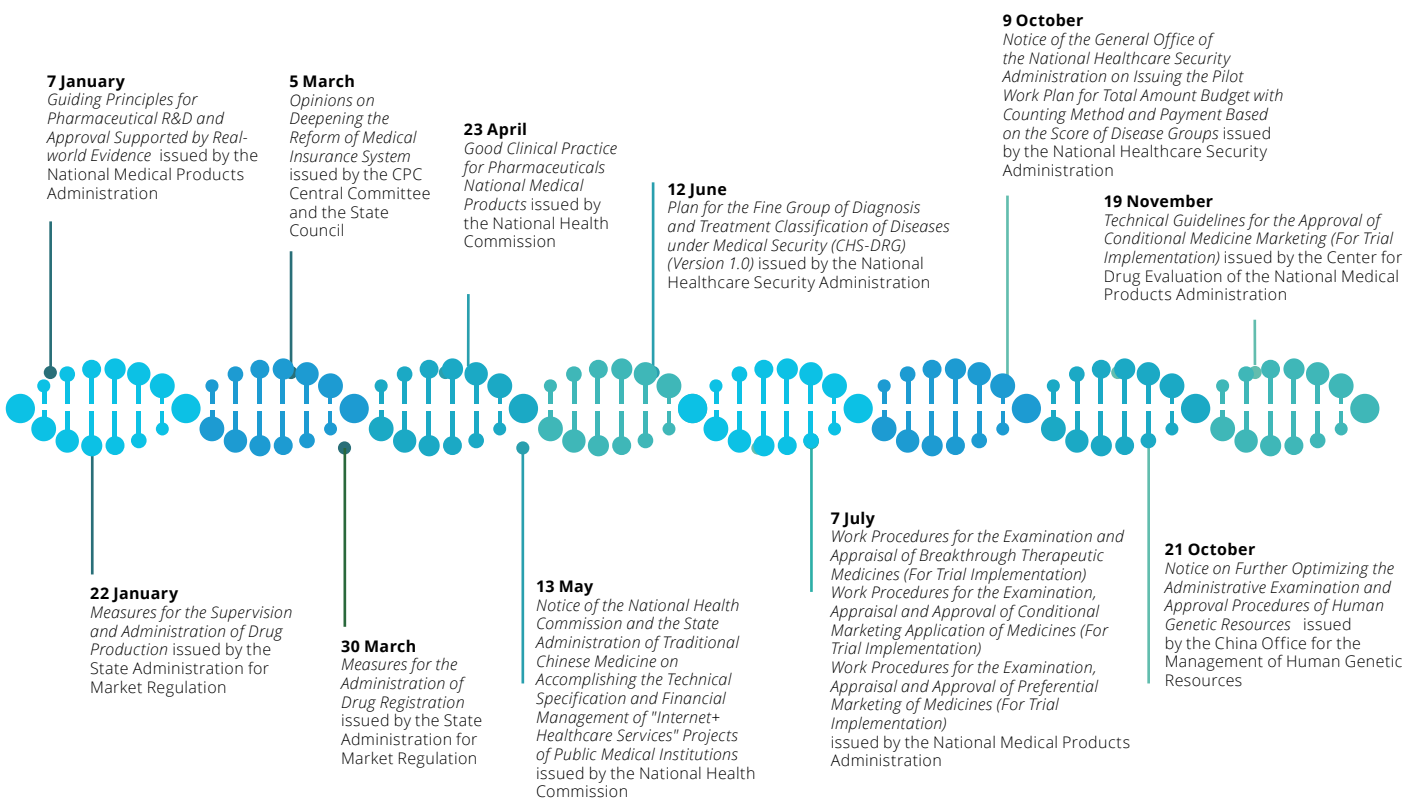 7 January
Guiding Principles for
Pharmaceutical R&D and
Approval Supported by Real-
world Evidence issued by the
National Medical Products
Administration
22 January
Measures for the Supervision
and Administration of Drug
Production issued by the
State Administration for
Market Regulation
5 March
Opinions on
Deepening the
Reform of Medical
Insurance System
issued by the CPC
Central Committee
and the State
Council
30 March
Measures for the
Administration of
Drug Registration
issued by the State
Administration for
Market Regulation
23 April
Good Clinical Practice
for Pharmaceuticals
National Medical
Products issued by
the National Health
Commission
13 May
Notice of the National Health
Commission and the State
Administration of Traditional
Chinese Medicine on
Accomplishing the Technical
Specification and Financial
Management of "Internet+
Healthcare Services" Projects
of Public Medical Institutions
issued by the National Health
Commission
12 June
Plan for the Fine Group of Diagnosis
and Treatment Classification of Diseases
under Medical Security (CHS-DRG)
(Version 1.0) issued by the National
Healthcare Security Administration
7 July
Work Procedures for the Examination and
Appraisal of Breakthrough Therapeutic
Medicines (For Trial Implementation)
Work Procedures for the Examination,
Appraisal and Approval of Conditional
Marketing Application of Medicines (For
Trial Implementation)
Work Procedures for the Examination,
Appraisal and Approval of Preferential
Marketing of Medicines (For Trial
Implementation)
issued by the National Medical Products
Administration
9 October
Notice of the General Office of
the National Healthcare Security
Administration on Issuing the Pilot
Work Plan for Total Amount Budget with
Counting Method and Payment Based
on the Score of Disease Groups issued
by the National Healthcare Security
Administration
21 October
Notice on Further Optimizing the
Administrative Examination and
Approval Procedures of Human
Genetic Resources issued
by the China Office for the
Management of Human Genetic
Resources
19 November
Technical Guidelines for the Approval of
Conditional Medicine Marketing (For Trial
Implementation) issued by the Center for
Drug Evaluation of the National Medical
Products Administration